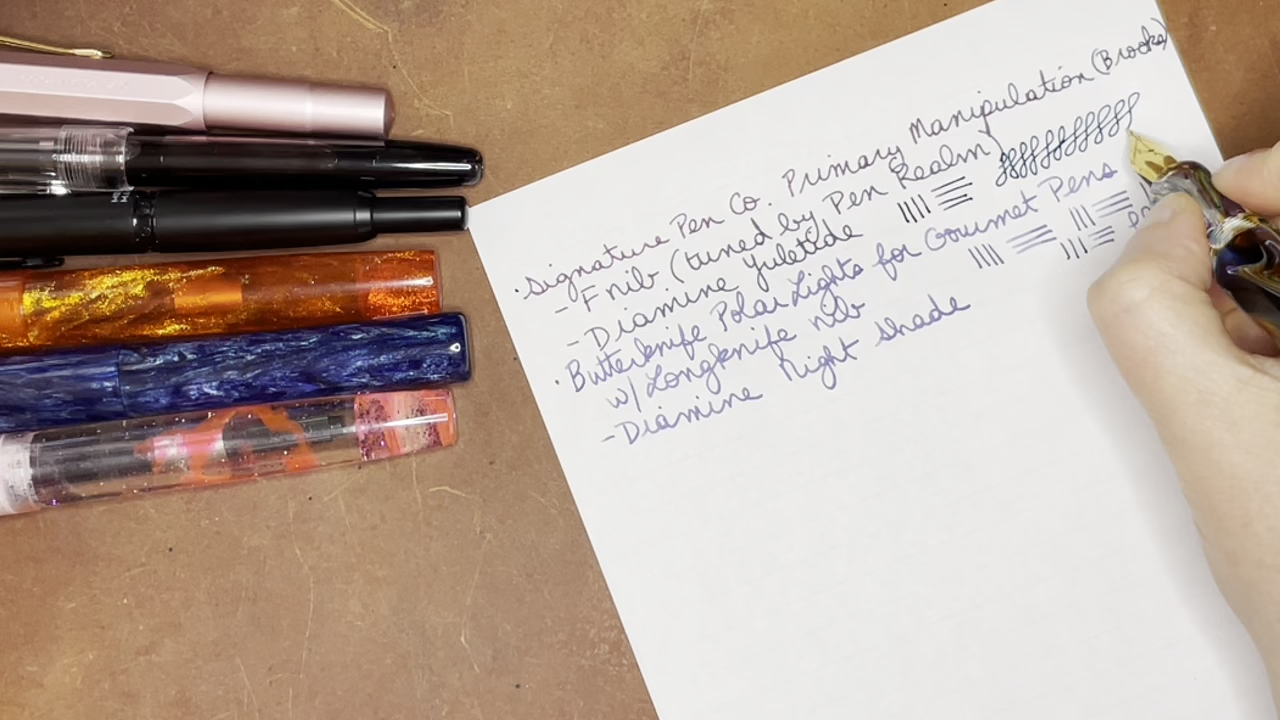 · Signature Pen Co. Primary Manipulation (Brooks)
- F nib (tuned by Pen Realm)
- Diamine Yuletide
· Butterknife Polar Lights for Gourmet Pens
w/ Longknife nib
- Diamine Night Shade